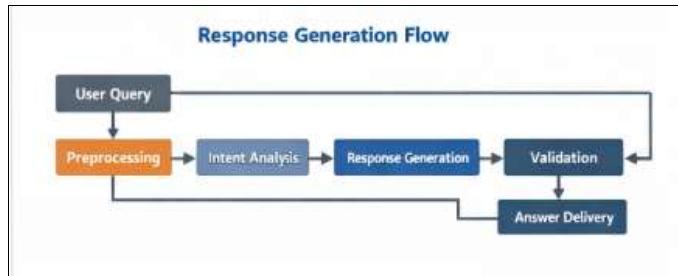 Response Generation Flow
User Query
Preprocessing
Intent Analysis
Response Generation
Validation
Answer Delivery